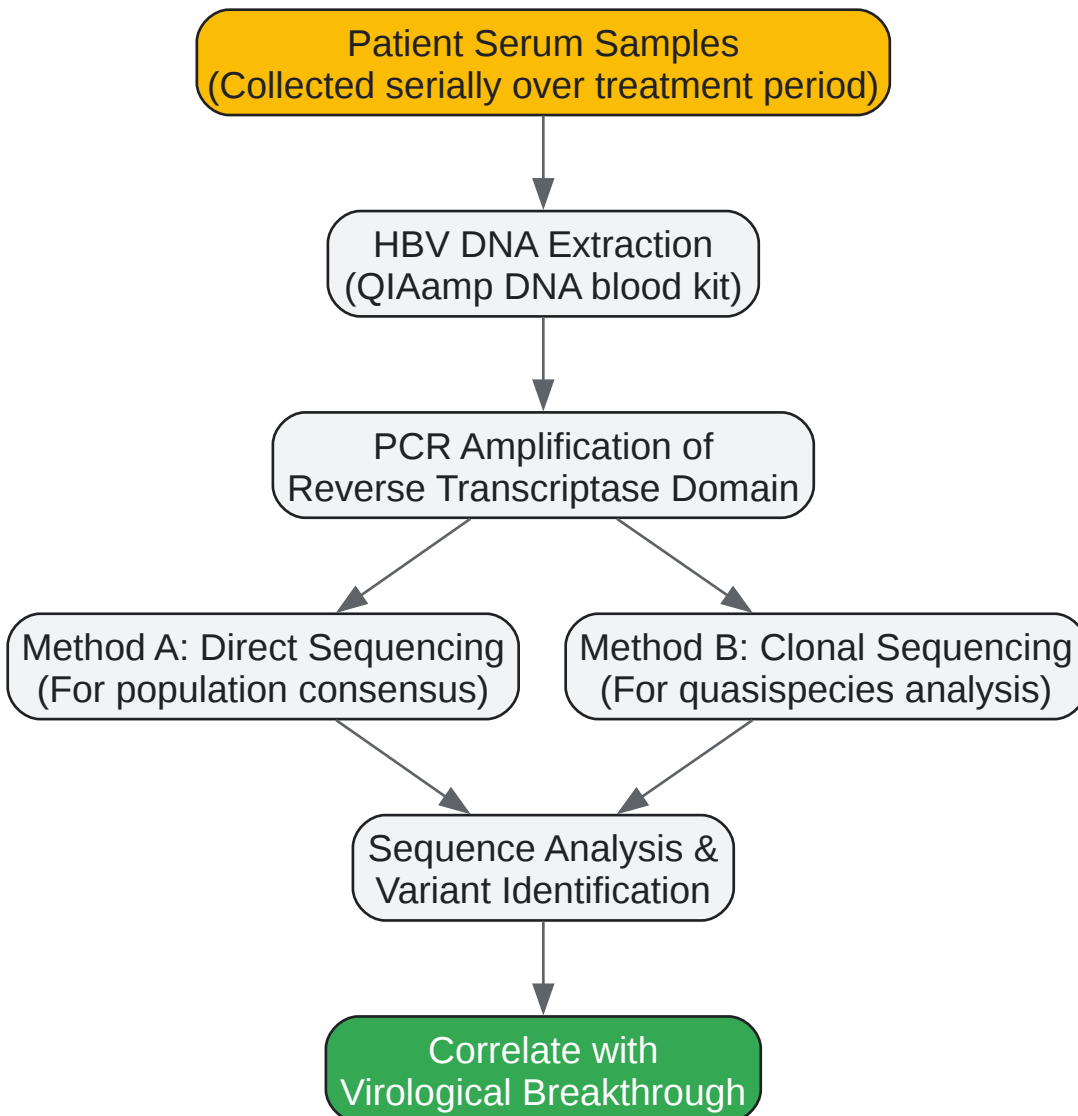 Patient Serum Samples
(Collected serially over treatment period)
HBV DNA Extraction
(QIAamp DNA blood kit)
PCR Amplification of
Reverse Transcriptase Domain
Method A: Direct Sequencing
(For population consensus)
Method B: Clonal Sequencing
(For quasispecies analysis)
Sequence Analysis &
Variant Identification
Correlate with
Virological Breakthrough